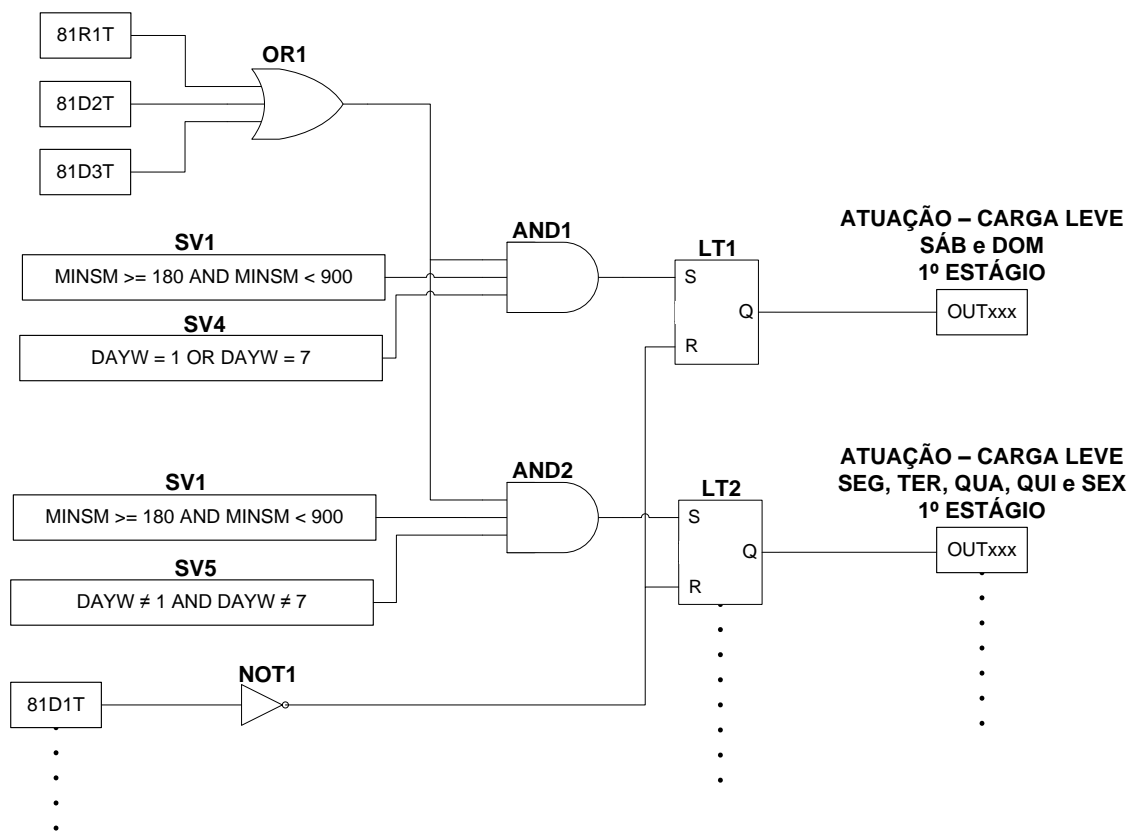 81R1T
OR1
81D2T
81D3T
AND1
SV1
MINSM >= 180 AND MINSM < 900
SV4
DAYW = 1 OR DAYW = 7
LT1
S
Q
R
ATUAÇÃO – CARGA LEVE
SÁB e DOM
1º ESTÁGIO
OUTxxx
AND2
SV1
MINSM >= 180 AND MINSM < 900
SV5
DAYW ≠ 1 AND DAYW ≠ 7
LT2
S
Q
R
ATUAÇÃO – CARGA LEVE
SEG, TER, QUA, QUI e SEX
1º ESTÁGIO
OUTxxx
NOT1
81D1T